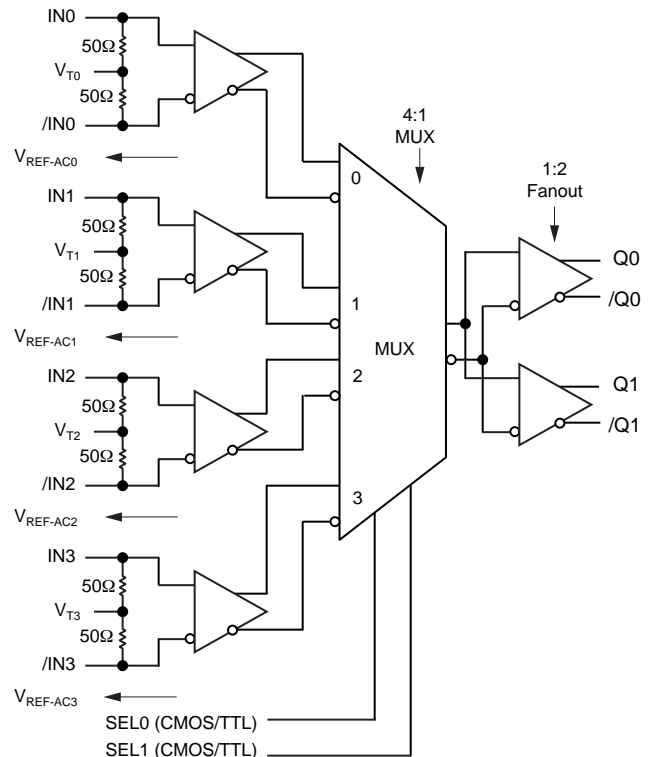 IN0
50Ω
VT0
50Ω
/IN0
VREF-AC0
IN1
50Ω
VT1
50Ω
/IN1
VREF-AC1
IN2
50Ω
VT2
50Ω
/IN2
VREF-AC2
IN3
50Ω
VT3
50Ω
/IN3
VREF-AC3
SEL0 (CMOS/TTL)
SEL1 (CMOS/TTL)
4:1
MUX
0
1
2
3
MUX
1:2
Fanout
Q0
/Q0
Q1
/Q1